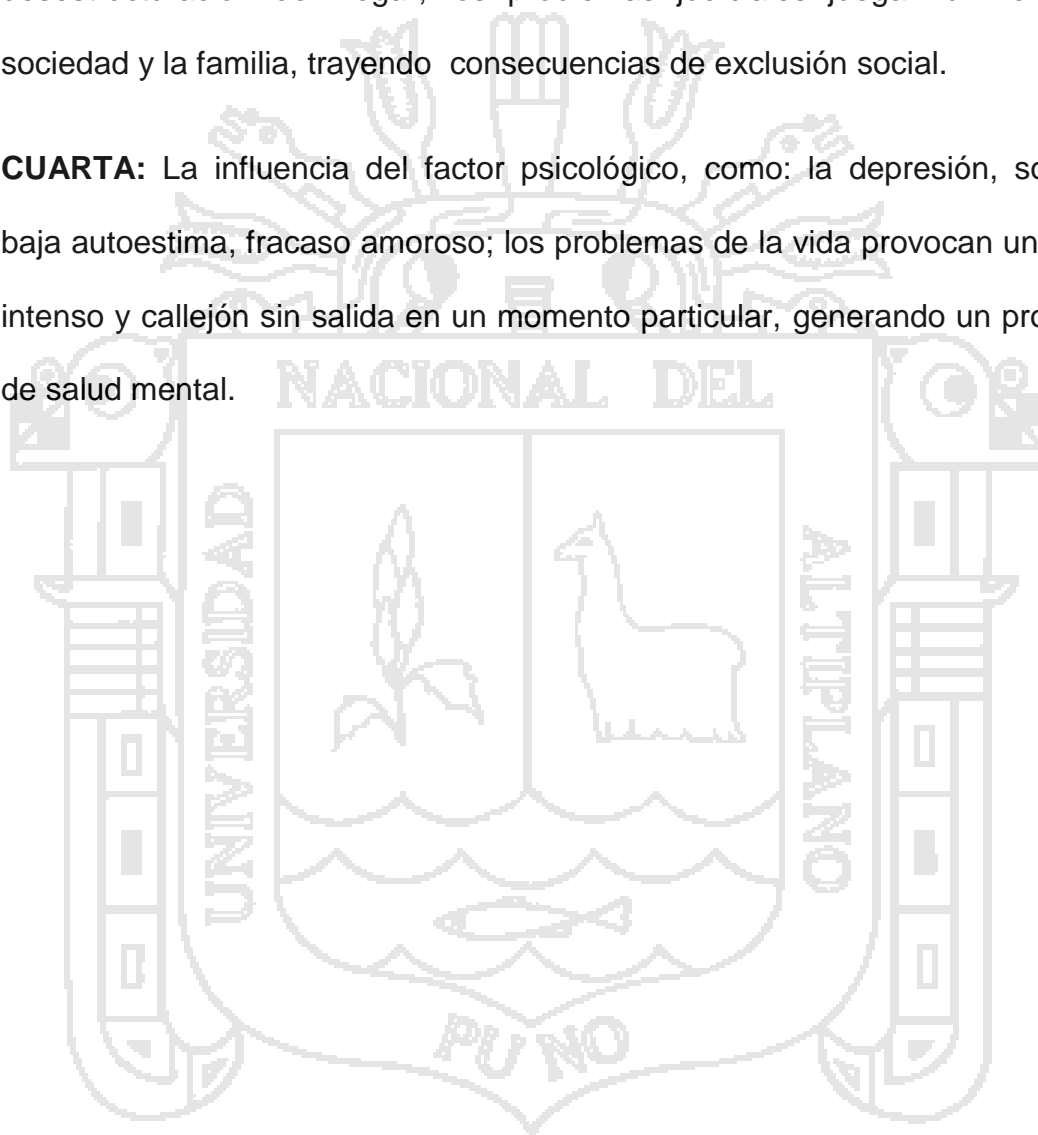 sociedad y la familia, trayendo consecuencias de exclusión social.
CUARTA: La influencia del factor psicológico, como: la depresión,
baja autoestima, fracaso amoroso; los problemas de la vida provocan
intenso y callejón sin salida en un momento particular, generando un
de salud mental.
NACIONAL DEL
UNIVERSIDAD
ALTIPLANO
PUNO